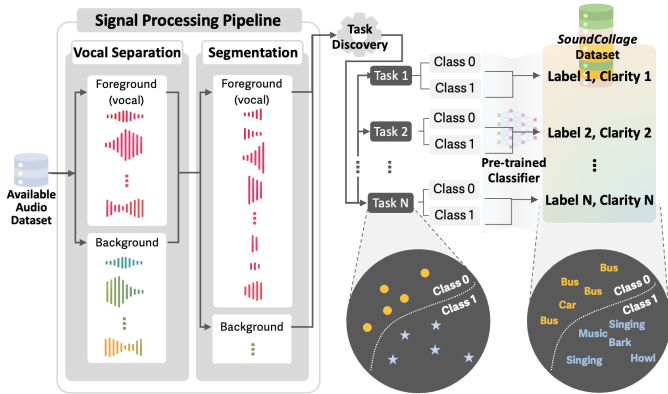 Signal Processing Pipeline
Vocal Separation
Segmentation
Foreground
(vocal)
Background
Foreground
(vocal)
Background
Available
Audio Dataset
Task
Discovery
Task 1
Class 0
Class 1
Task 2
Class 0
Class 1
Task N
Class 0
Class 1
Pre-trained
Classifier
SoundCollage
Dataset
Label 1, Clarity 1
Label 2, Clarity 2
Label N, Clarity N
Class 0
Class 1
Bus
Bus
Bus
Car
Bus
Class 0
Class 1
Singing
Music
Bark
Singing
Howl